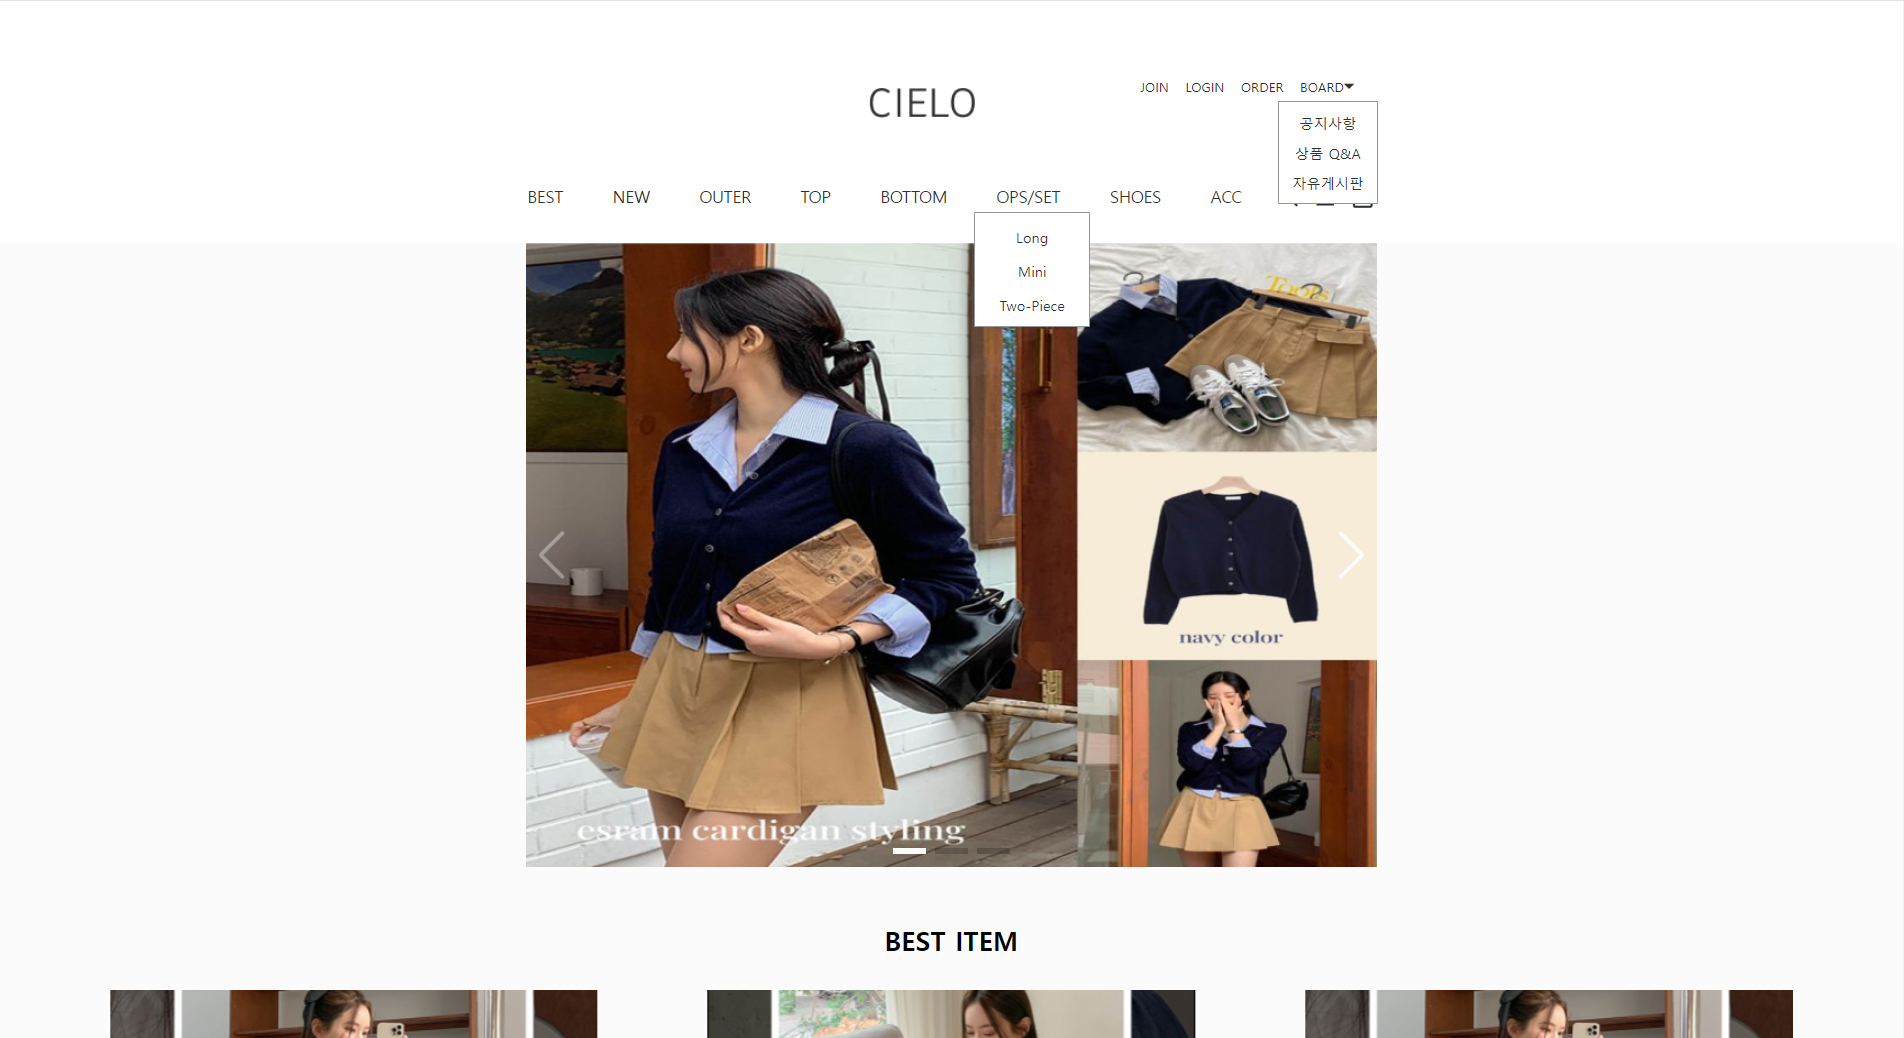 JOIN LOGIN ORDER BOARD
CIELO
공지사항
상품 Q&A
자유게시판
BEST NEW OUTER TOP BOTTOM OPS/SET SHOES ACC
Long
Mini
Two-Piece
Tools
navy color
esram cardigan styling
BEST ITEM